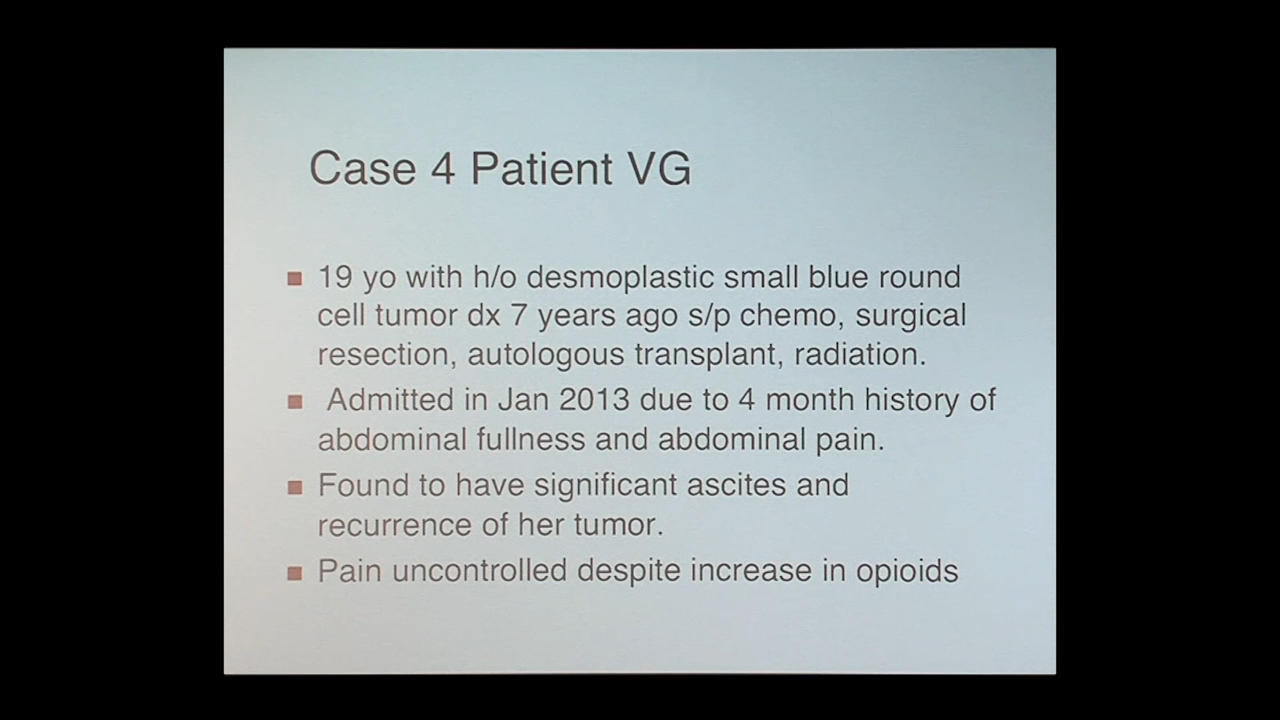 Case 4 Patient VG
19 yo with h/o desmoplastic small blue round
cell tumor dx 7 years ago s/p chemo, surgical
resection, autologous transplant, radiation.
Admitted in Jan 2013 due to 4 month history of
abdominal fullness and abdominal pain.
Found to have significant ascites and
recurrence of her tumor.
Pain uncontrolled despite increase in opioids